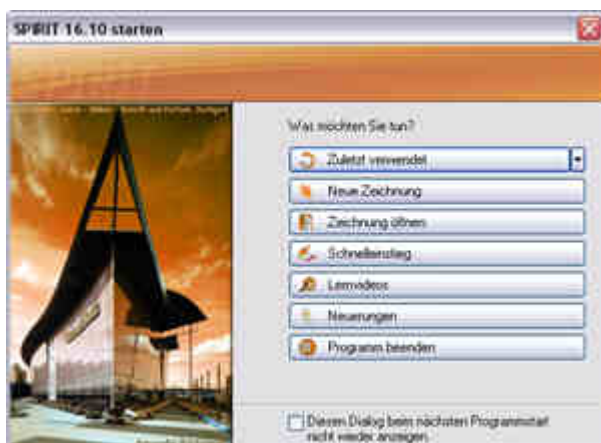 SPIRIT 16.10 starten
Was möchten Sie tun?
Zuletzt verwendet
Neue Zeichnung
Zeichnung öffnen
Schnelleinstieg
Lernvideos
Neuerungen
Programm beenden
Diesen Dialog beim nächsten Programmstart
nicht wieder anzeigen